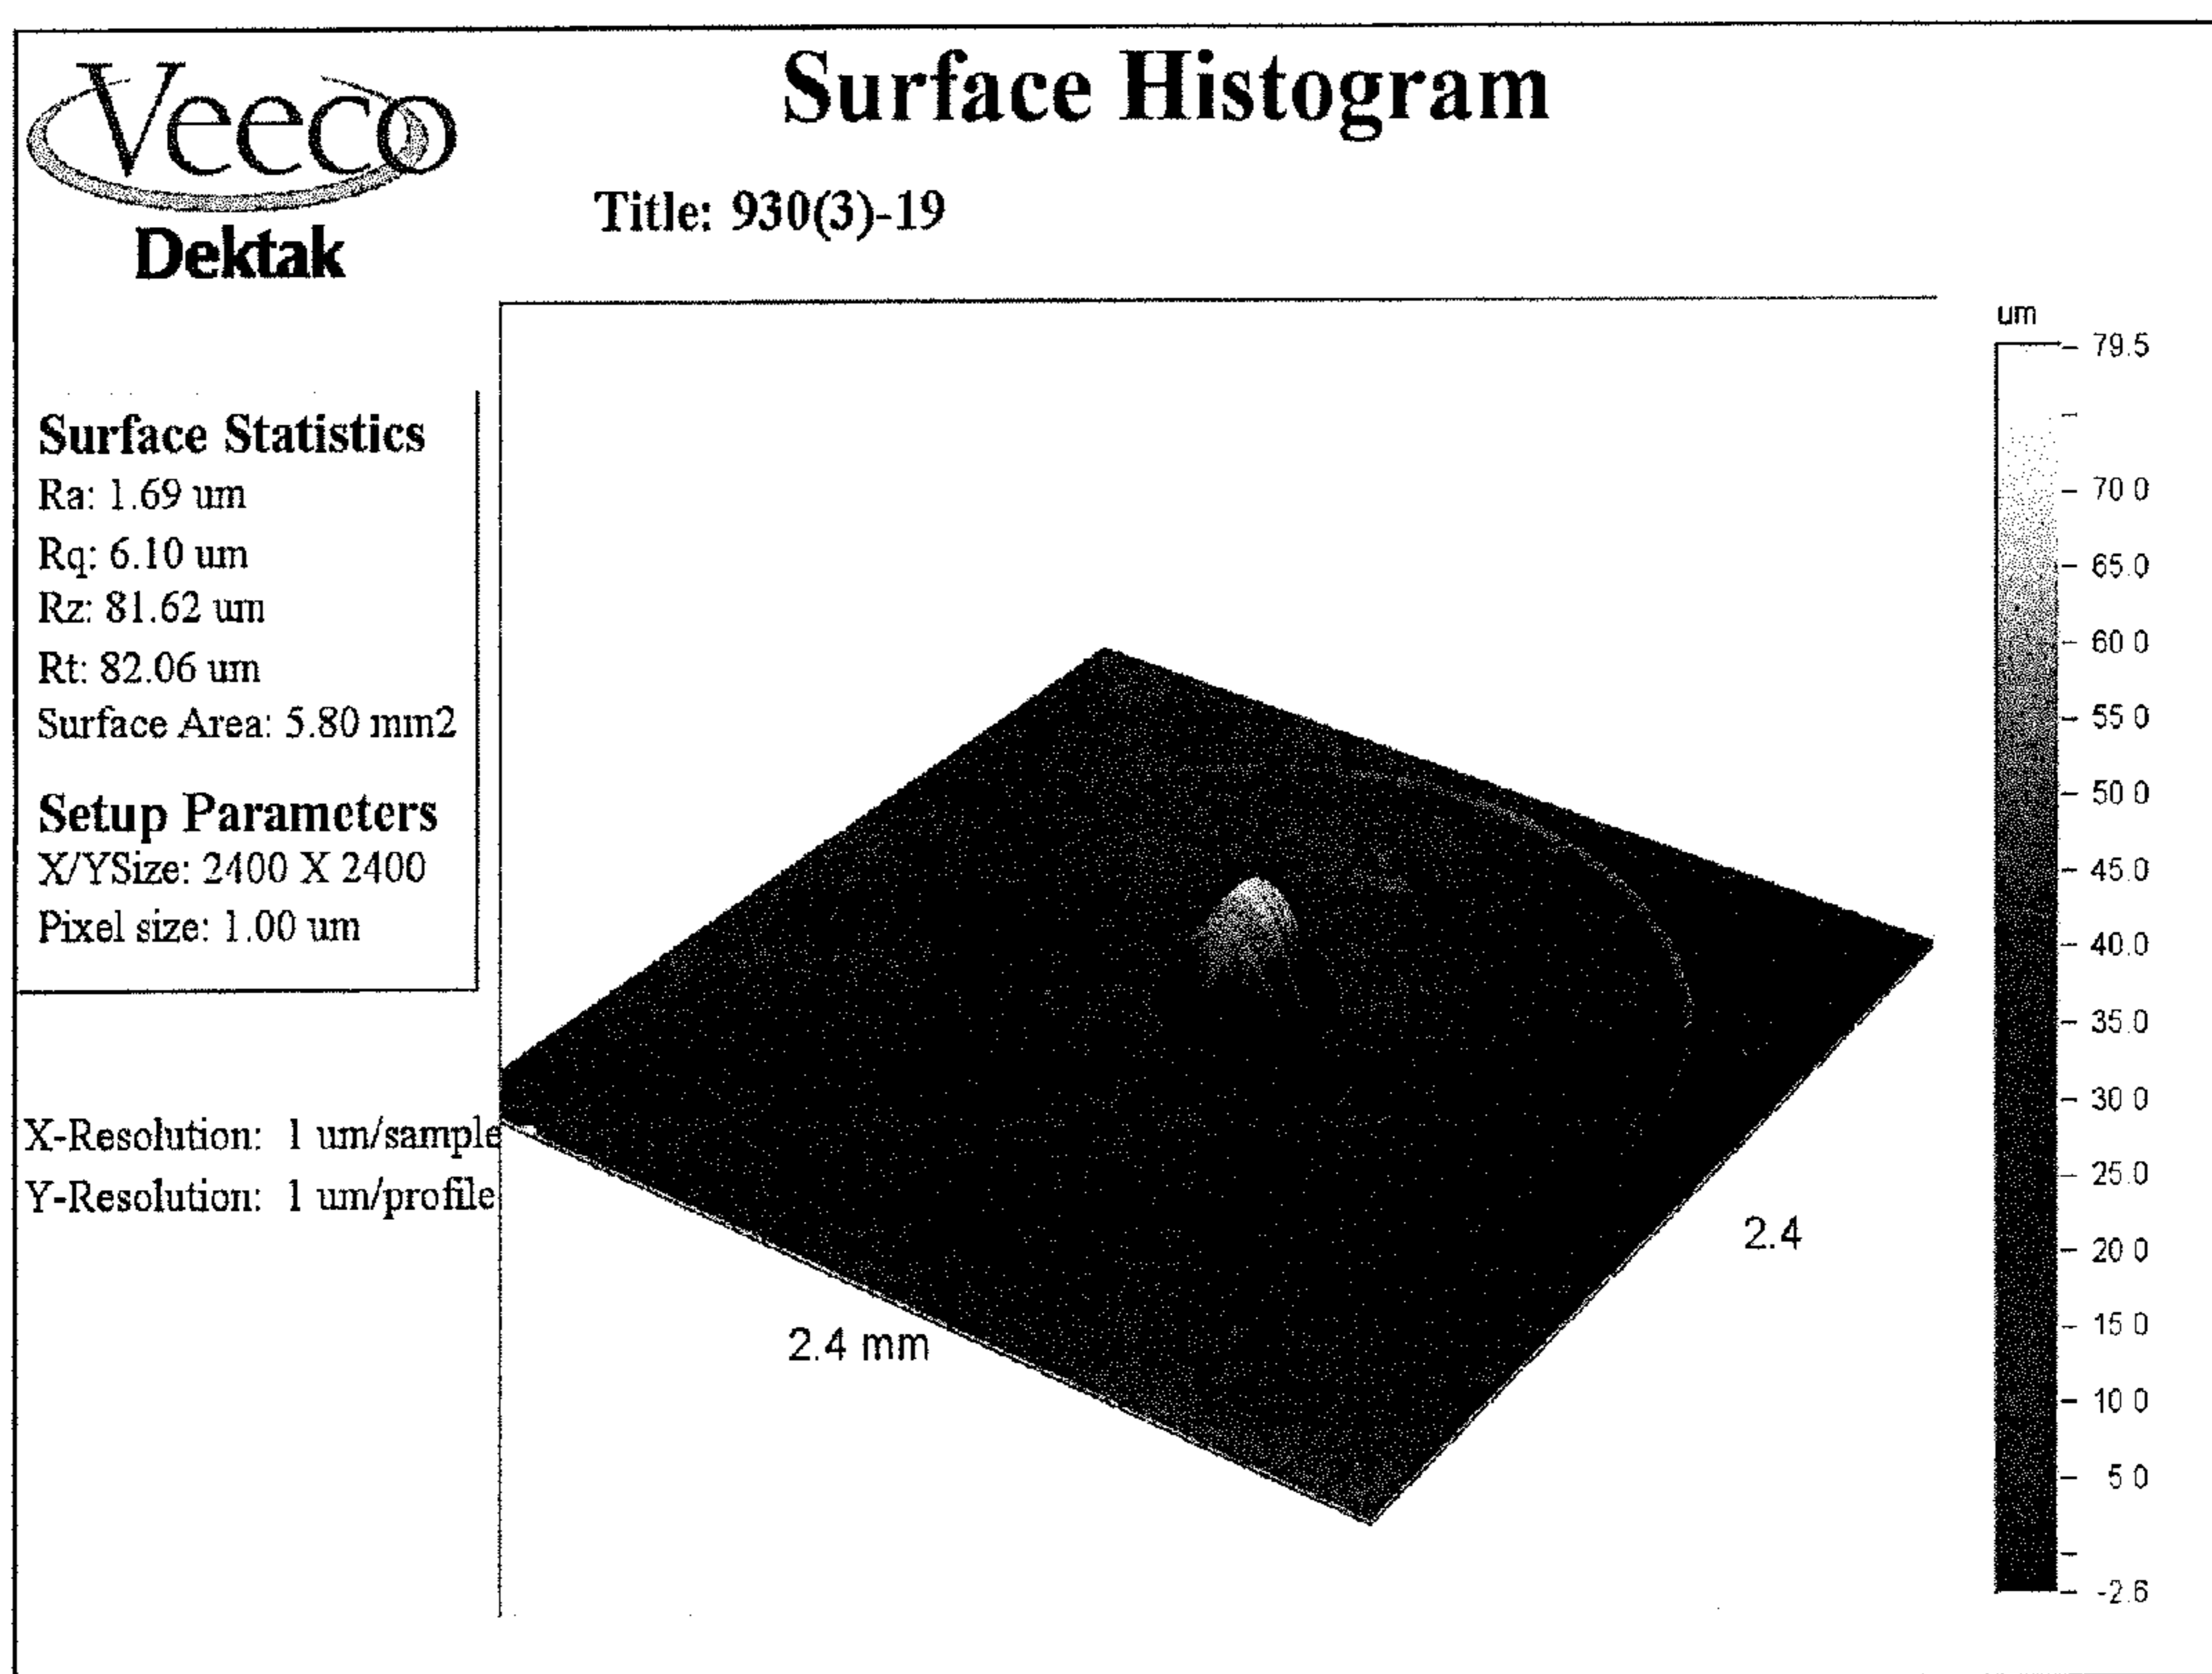 Veeco
Dektak
Surface Histogram
Title: 930(3)-19
Surface Statistics
Ra: 1.69 um
Rq: 6.10 um
Rz: 81.62 um
Rt: 82.06 um
Surface Area: 5.80 mm2
Setup Parameters
X/YSize: 2400 X 2400
Pixel size: 1.00 um
X-Resolution: 1 um/sample
Y-Resolution: 1 um/profile
2.4 mm
2.4
um
79.5
70.0
65.0
60.0
55.0
50.0
45.0
40.0
35.0
30.0
25.0
20.0
15.0
10.0
5.0
-2.6